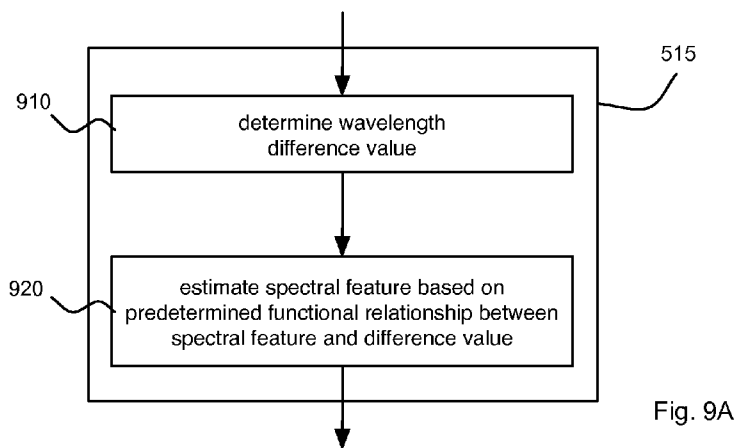 515
910
determine wavelength
difference value
920
estimate spectral feature based on
predetermined functional relationship between
spectral feature and difference value
Fig. 9A